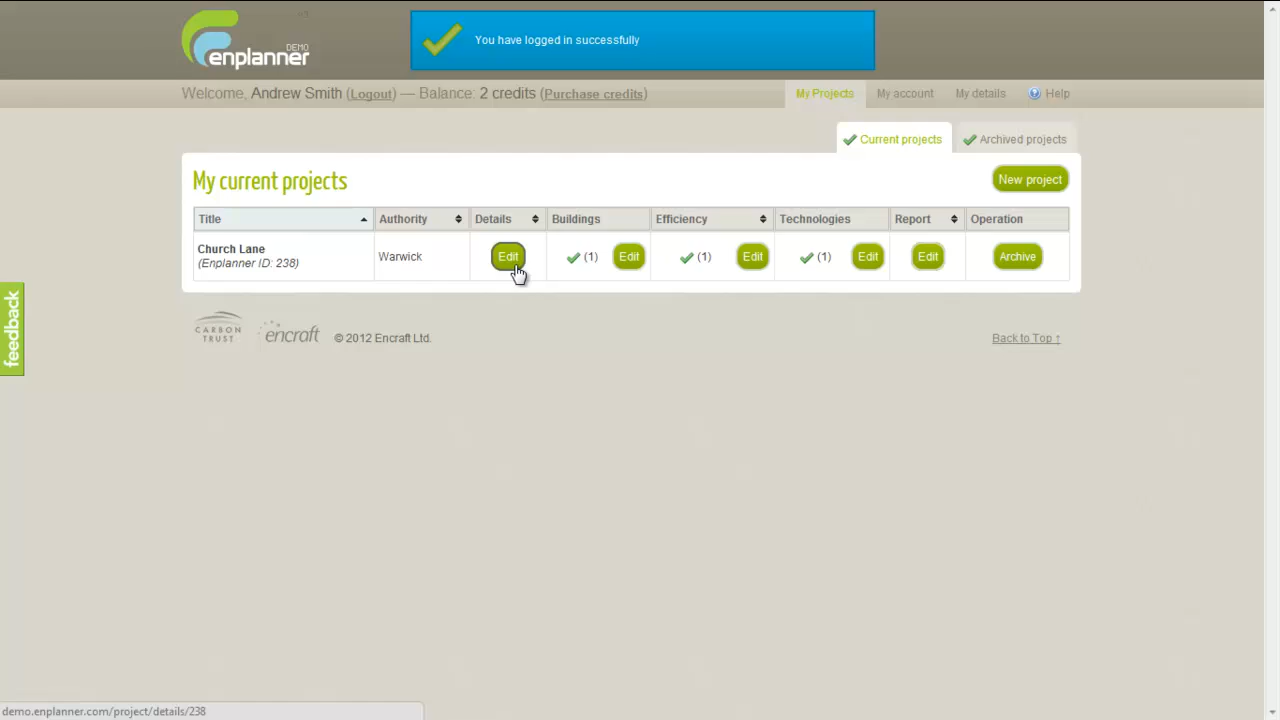 You have logged in successfully
DEMO
enplanner
Welcome, Andrew Smith (Logout) — Balance: 2 credits (Purchase credits)
My Projects
My account
My details
? Help
Current projects
Archived projects
My current projects
New project
Title
Authority
Details
Buildings
Efficiency
Technologies
Report
Operation
Church Lane
(Enplanner ID: 238)
Warwick
Edit
(1)
Edit
(1)
Edit
(1)
Edit
Edit
Archive
feedback
CARBON
TRUST
encraft
© 2012 Encraft Ltd.
Back to Top ↑
demo.enplanner.com/project/details/238